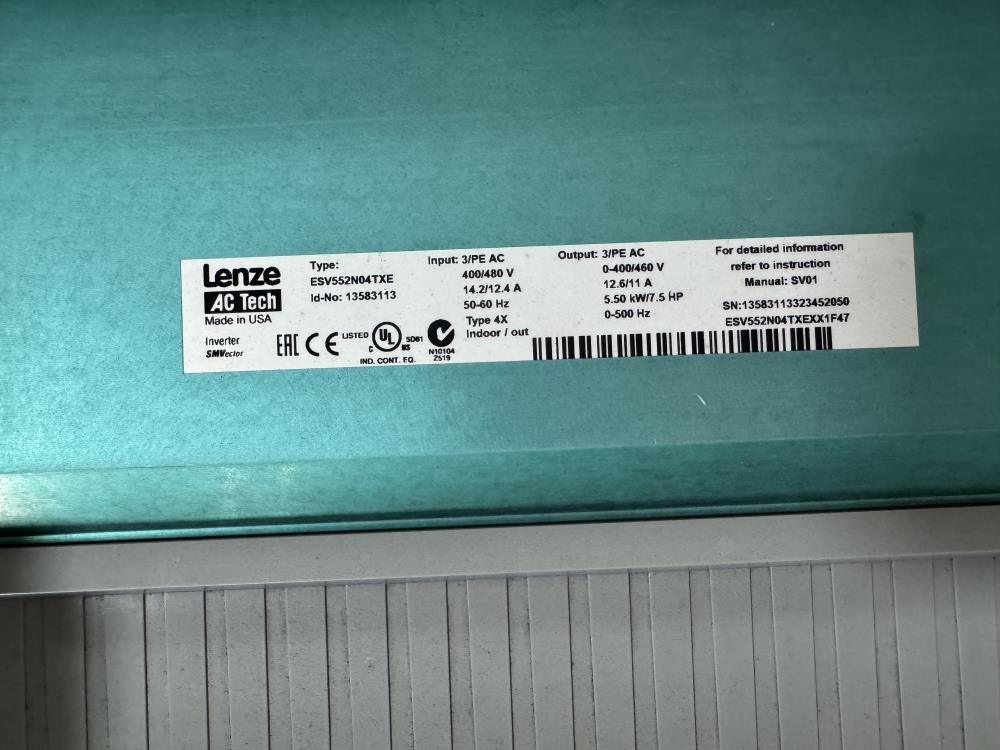 Lenze
AC Tech
Made in USA
Inverter
SMVector
Type:
ESV552N04TXE
Id-No: 13583113
EAC CE LISTED C UL US 5D81
IND. CONT. EQ.
N10104
Z519
Input: 3/PE AC
400/480 V
14.2/12.4 A
50-60 Hz
Type 4X
Indoor / out
Output: 3/PE AC
0-400/460 V
12.6/11 A
5.50 kW/7.5 HP
0-500 Hz
For detailed information
refer to instruction
Manual: SV01
SN:13583113323452050
ESV552N04TXEXX1F47